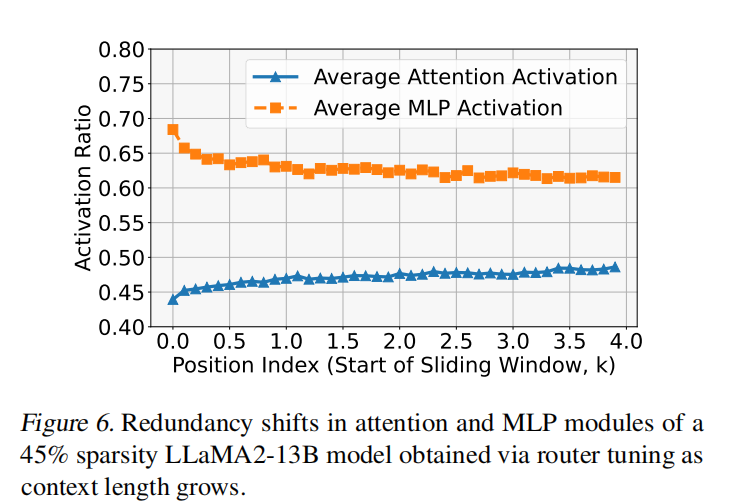 0.80
0.75
0.70
0.65
0.60
0.55
0.50
0.45
0.40
Activation Ratio
Average Attention Activation
Average MLP Activation
0.0 0.5 1.0 1.5 2.0 2.5 3.0 3.5 4.0
Position Index (Start of Sliding Window, k)
Figure 6. Redundancy shifts in attention and MLP modules of a
45% sparsity LLaMA2-13B model obtained via router tuning as
context length grows.